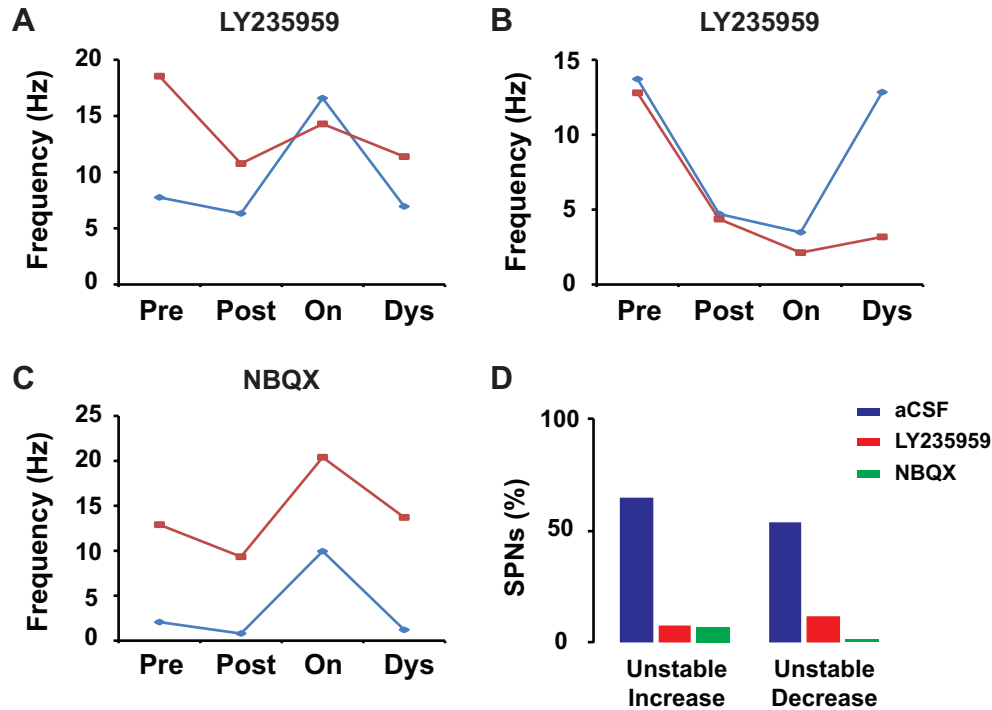 A
LY235959
Frequency (Hz)
20
15
10
5
0
Pre Post On Dys
B
LY235959
Frequency (Hz)
15
10
5
0
Pre Post On Dys
C
NBQX
Frequency (Hz)
25
20
15
10
5
0
Pre Post On Dys
D
SPNs (%)
100
50
0
aCSF
LY235959
NBQX
Unstable
Increase
Unstable
Decrease